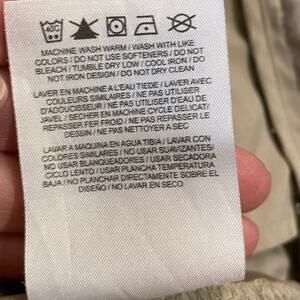 40C
MACHINE WASH WARM / WASH WITH LIKE
COLORS / DO NOT USE SOFTENERS / DO NOT
BLEACH / TUMBLE DRY LOW / COOL IRON / DO
NOT IRON DESIGN / DO NOT DRY CLEAN
LAVER EN MACHINE A L'EAU TIEDE / LAVER AVEC
COULEURS SIMILAIRES / NE PAS UTILISER
D'ADOUCISSEUR / NE PAS UTILISER D'EAU DE
JAVEL / SECHER EN MACHINE CYCLE DELICAT /
REPASSER FER FROID / NE PAS REPASSER LE
DESSIN / NE PAS NETTOYER A SEC
LAVAR A MAQUINA EN AGUA TIBIA / LAVAR CON
COLORES SIMILARES / NO USAR SUAVIZANTES /
NO USAR BLANQUEADORES / USAR SECADORA
CICLO LENTO / USAR PLANCHA TEMPERATURA
BAJA / NO PLANCHAR DIRECTAMENTE SOBRE EL
DISEÑO / NO LAVAR EN SECO